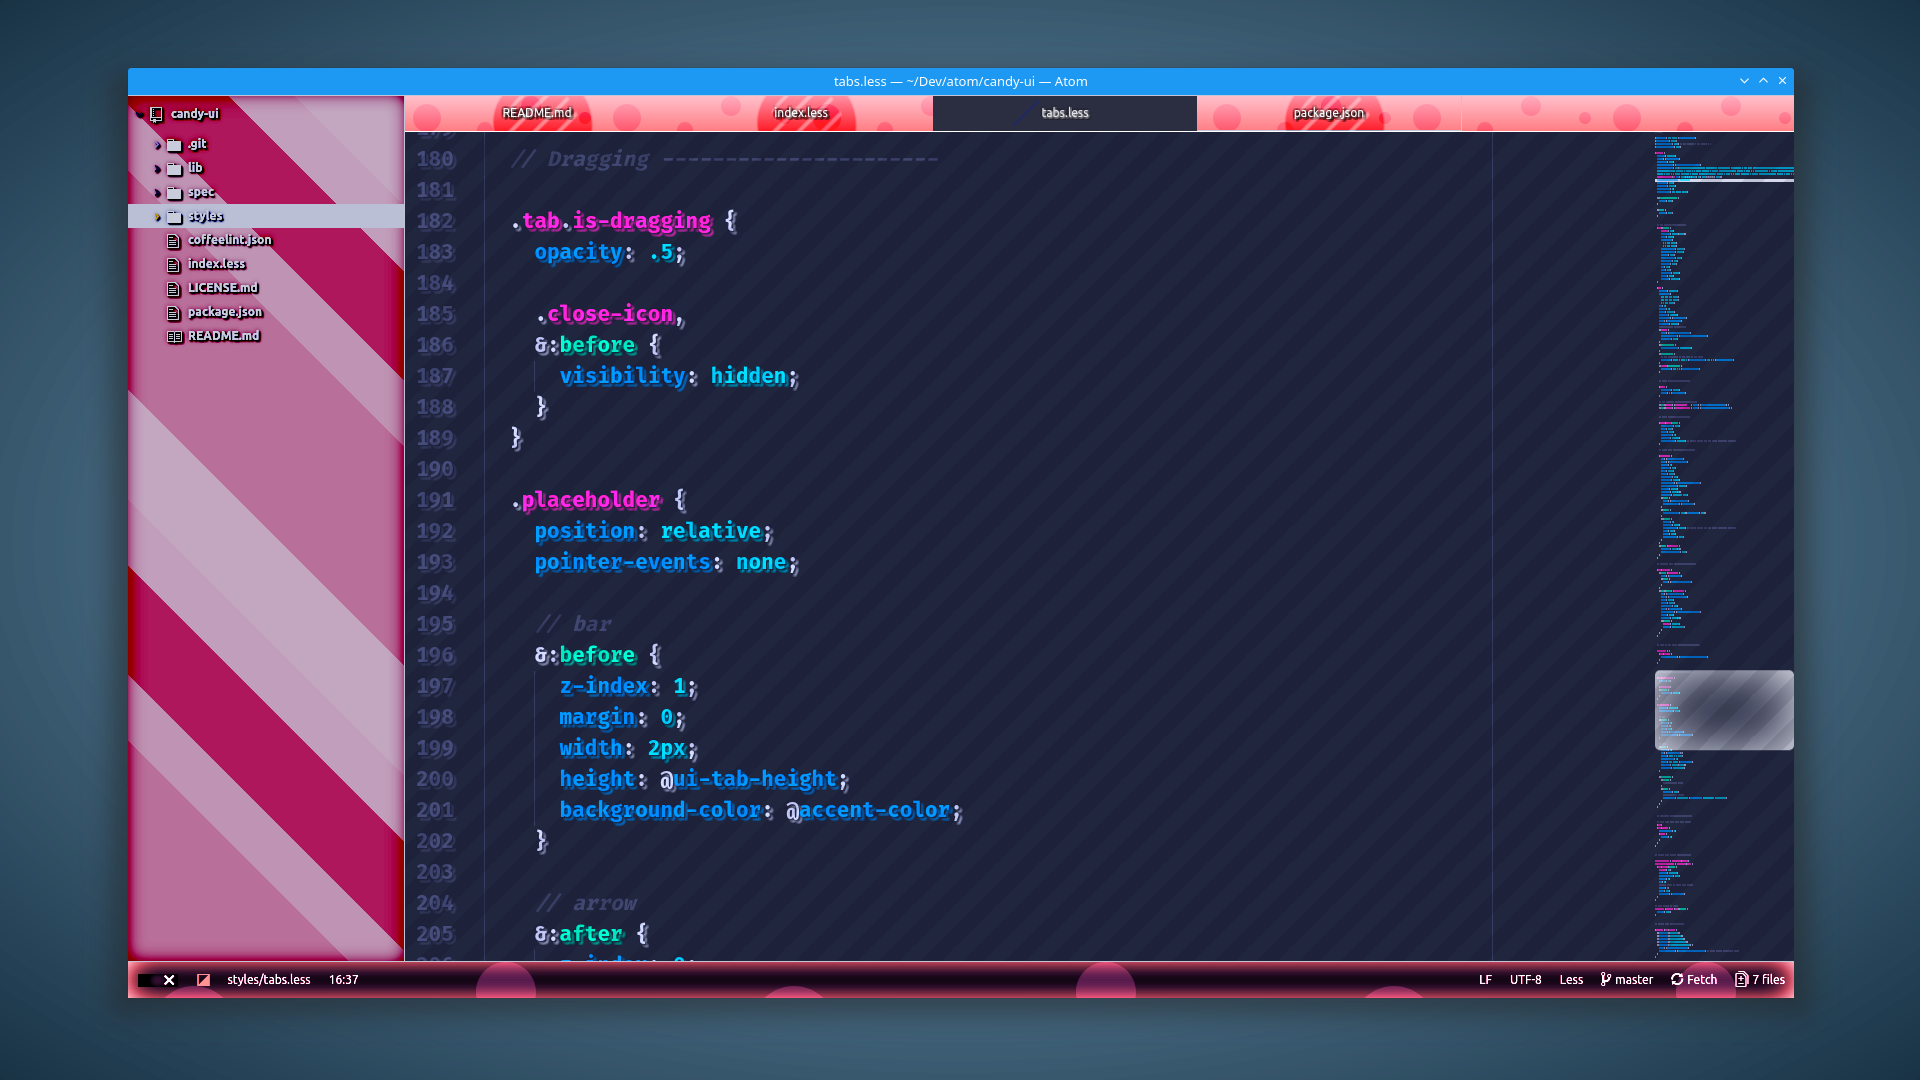 tabs.less — ~/Dev/atom/candy-ui — Atom
candy-ui
.git
lib
spec
styles
coffeelint.json
index.less
LICENSE.md
package.json
README.md
README.md index.less tabs.less package.json
180 // Dragging ----------------------
181
182 .tab.is-dragging {
183 opacity: .5;
184
185 .close-icon,
186 &:before {
187 visibility: hidden;
188 }
189 }
190
191 .placeholder {
192 position: relative;
193 pointer-events: none;
194
195 // bar
196 &:before {
197 z-index: 1;
198 margin: 0;
199 width: 2px;
200 height: @ui-tab-height;
201 background-color: @accent-color;
202 }
203
204 // arrow
205 &:after {
206 z-index: 0;
styles/tabs.less 16:37 LF UTF-8 Less master Fetch 7 files